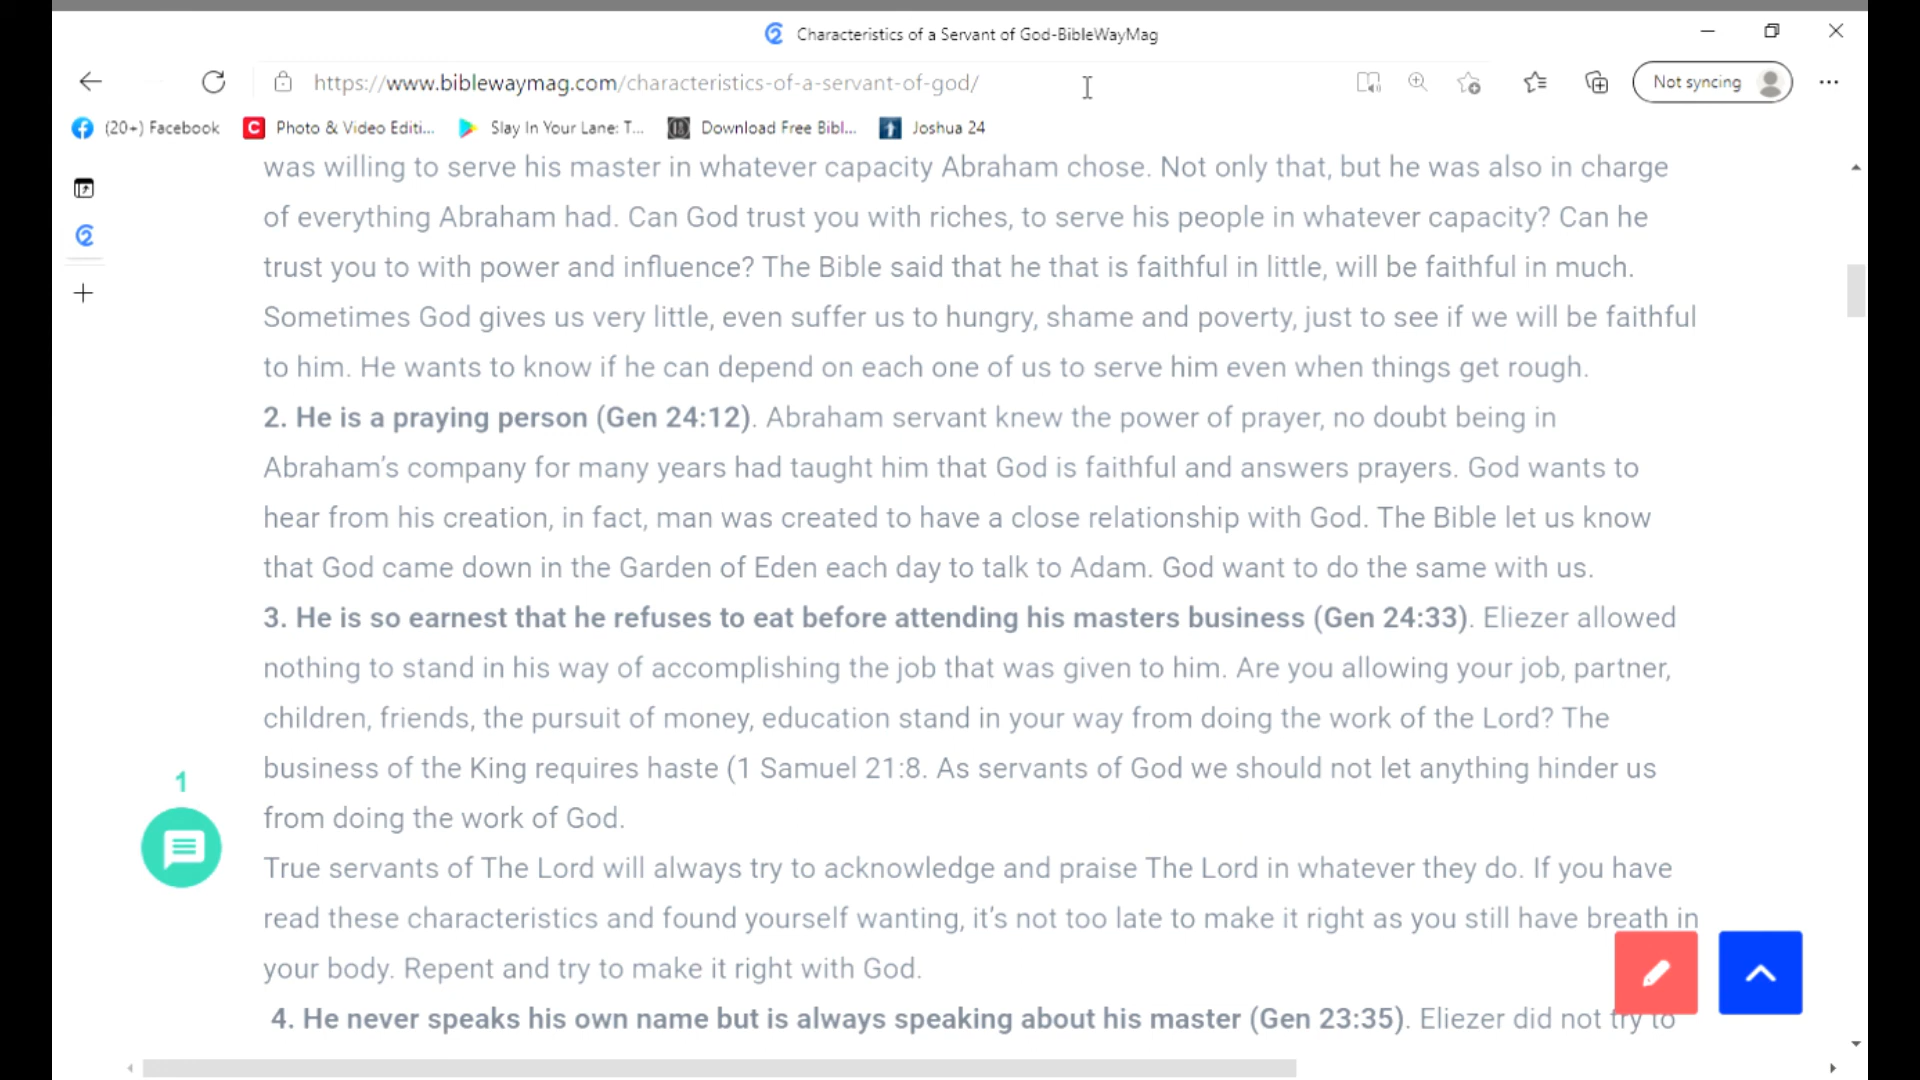 Characteristics of a Servant of God-BibleWayMag
https://www.biblewaymag.com/characteristics-of-a-servant-of-god/
Not syncing
(20+) Facebook
Photo & Video Editi...
Slay In Your Lane: T...
Download Free Bibl...
Joshua 24
was willing to serve his master in whatever capacity Abraham chose. Not only that, but he was also in charge
of everything Abraham had. Can God trust you with riches, to serve his people in whatever capacity? Can he
trust you to with power and influence? The Bible said that he that is faithful in little, will be faithful in much.
Sometimes God gives us very little, even suffer us to hungry, shame and poverty, just to see if we will be faithful
to him. He wants to know if he can depend on each one of us to serve him even when things get rough.
2. He is a praying person (Gen 24:12). Abraham servant knew the power of prayer, no doubt being in
Abraham’s company for many years had taught him that God is faithful and answers prayers. God wants to
hear from his creation, in fact, man was created to have a close relationship with God. The Bible let us know
that God came down in the Garden of Eden each day to talk to Adam. God want to do the same with us.
3. He is so earnest that he refuses to eat before attending his masters business (Gen 24:33). Eliezer allowed
nothing to stand in his way of accomplishing the job that was given to him. Are you allowing your job, partner,
children, friends, the pursuit of money, education stand in your way from doing the work of the Lord? The
business of the King requires haste (1 Samuel 21:8. As servants of God we should not let anything hinder us
from doing the work of God.
1
True servants of The Lord will always try to acknowledge and praise The Lord in whatever they do. If you have
read these characteristics and found yourself wanting, it’s not too late to make it right as you still have breath in
your body. Repent and try to make it right with God.
4. He never speaks his own name but is always speaking about his master (Gen 23:35). Eliezer did not try to